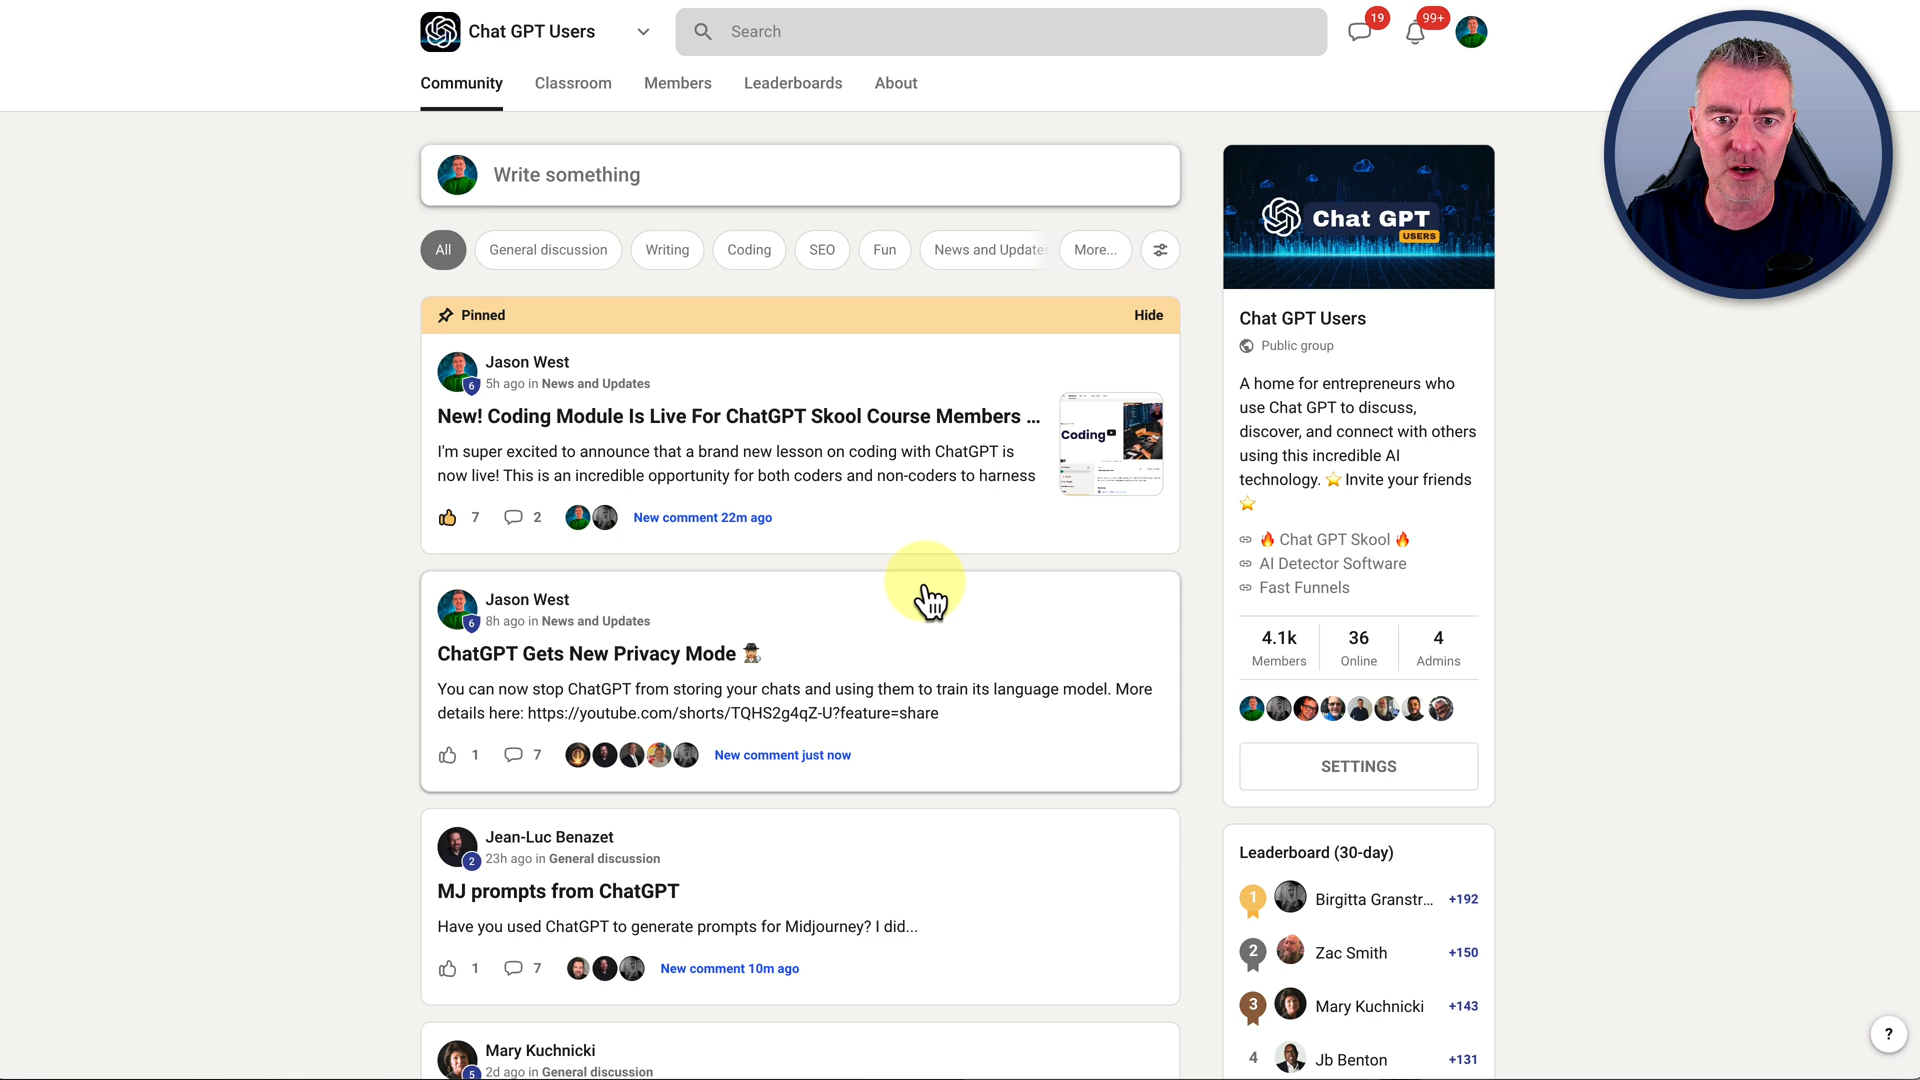 Chat GPT Users
Search
19
99+
Community
Classroom
Members
Leaderboards
About
Write something
All
General discussion
Writing
Coding
SEO
Fun
News and Updates
More...
Pinned
Hide
Jason West
6
5h ago in News and Updates
New! Coding Module Is Live For ChatGPT Skool Course Members ...
I'm super excited to announce that a brand new lesson on coding with ChatGPT is
now live! This is an incredible opportunity for both coders and non-coders to harness
Coding
7
2
New comment 22m ago
Jason West
6
8h ago in News and Updates
ChatGPT Gets New Privacy Mode
You can now stop ChatGPT from storing your chats and using them to train its language model. More
details here: https://youtube.com/shorts/TQHS2g4qZ-U?feature=share
1
7
New comment just now
Jean-Luc Benazet
2
23h ago in General discussion
MJ prompts from ChatGPT
Have you used ChatGPT to generate prompts for Midjourney? I did...
1
7
New comment 10m ago
Mary Kuchnicki
5
2d ago in General discussion
Chat GPT
USERS
Chat GPT Users
Public group
A home for entrepreneurs who
use Chat GPT to discuss,
discover, and connect with others
using this incredible AI
technology. ⭐ Invite your friends
⭐
🔥 Chat GPT Skool 🔥
AI Detector Software
Fast Funnels
4.1k
Members
36
Online
4
Admins
SETTINGS
Leaderboard (30-day)
1
Birgitta Granstr...
+192
2
Zac Smith
+150
3
Mary Kuchnicki
+143
4
Jb Benton
+131
?